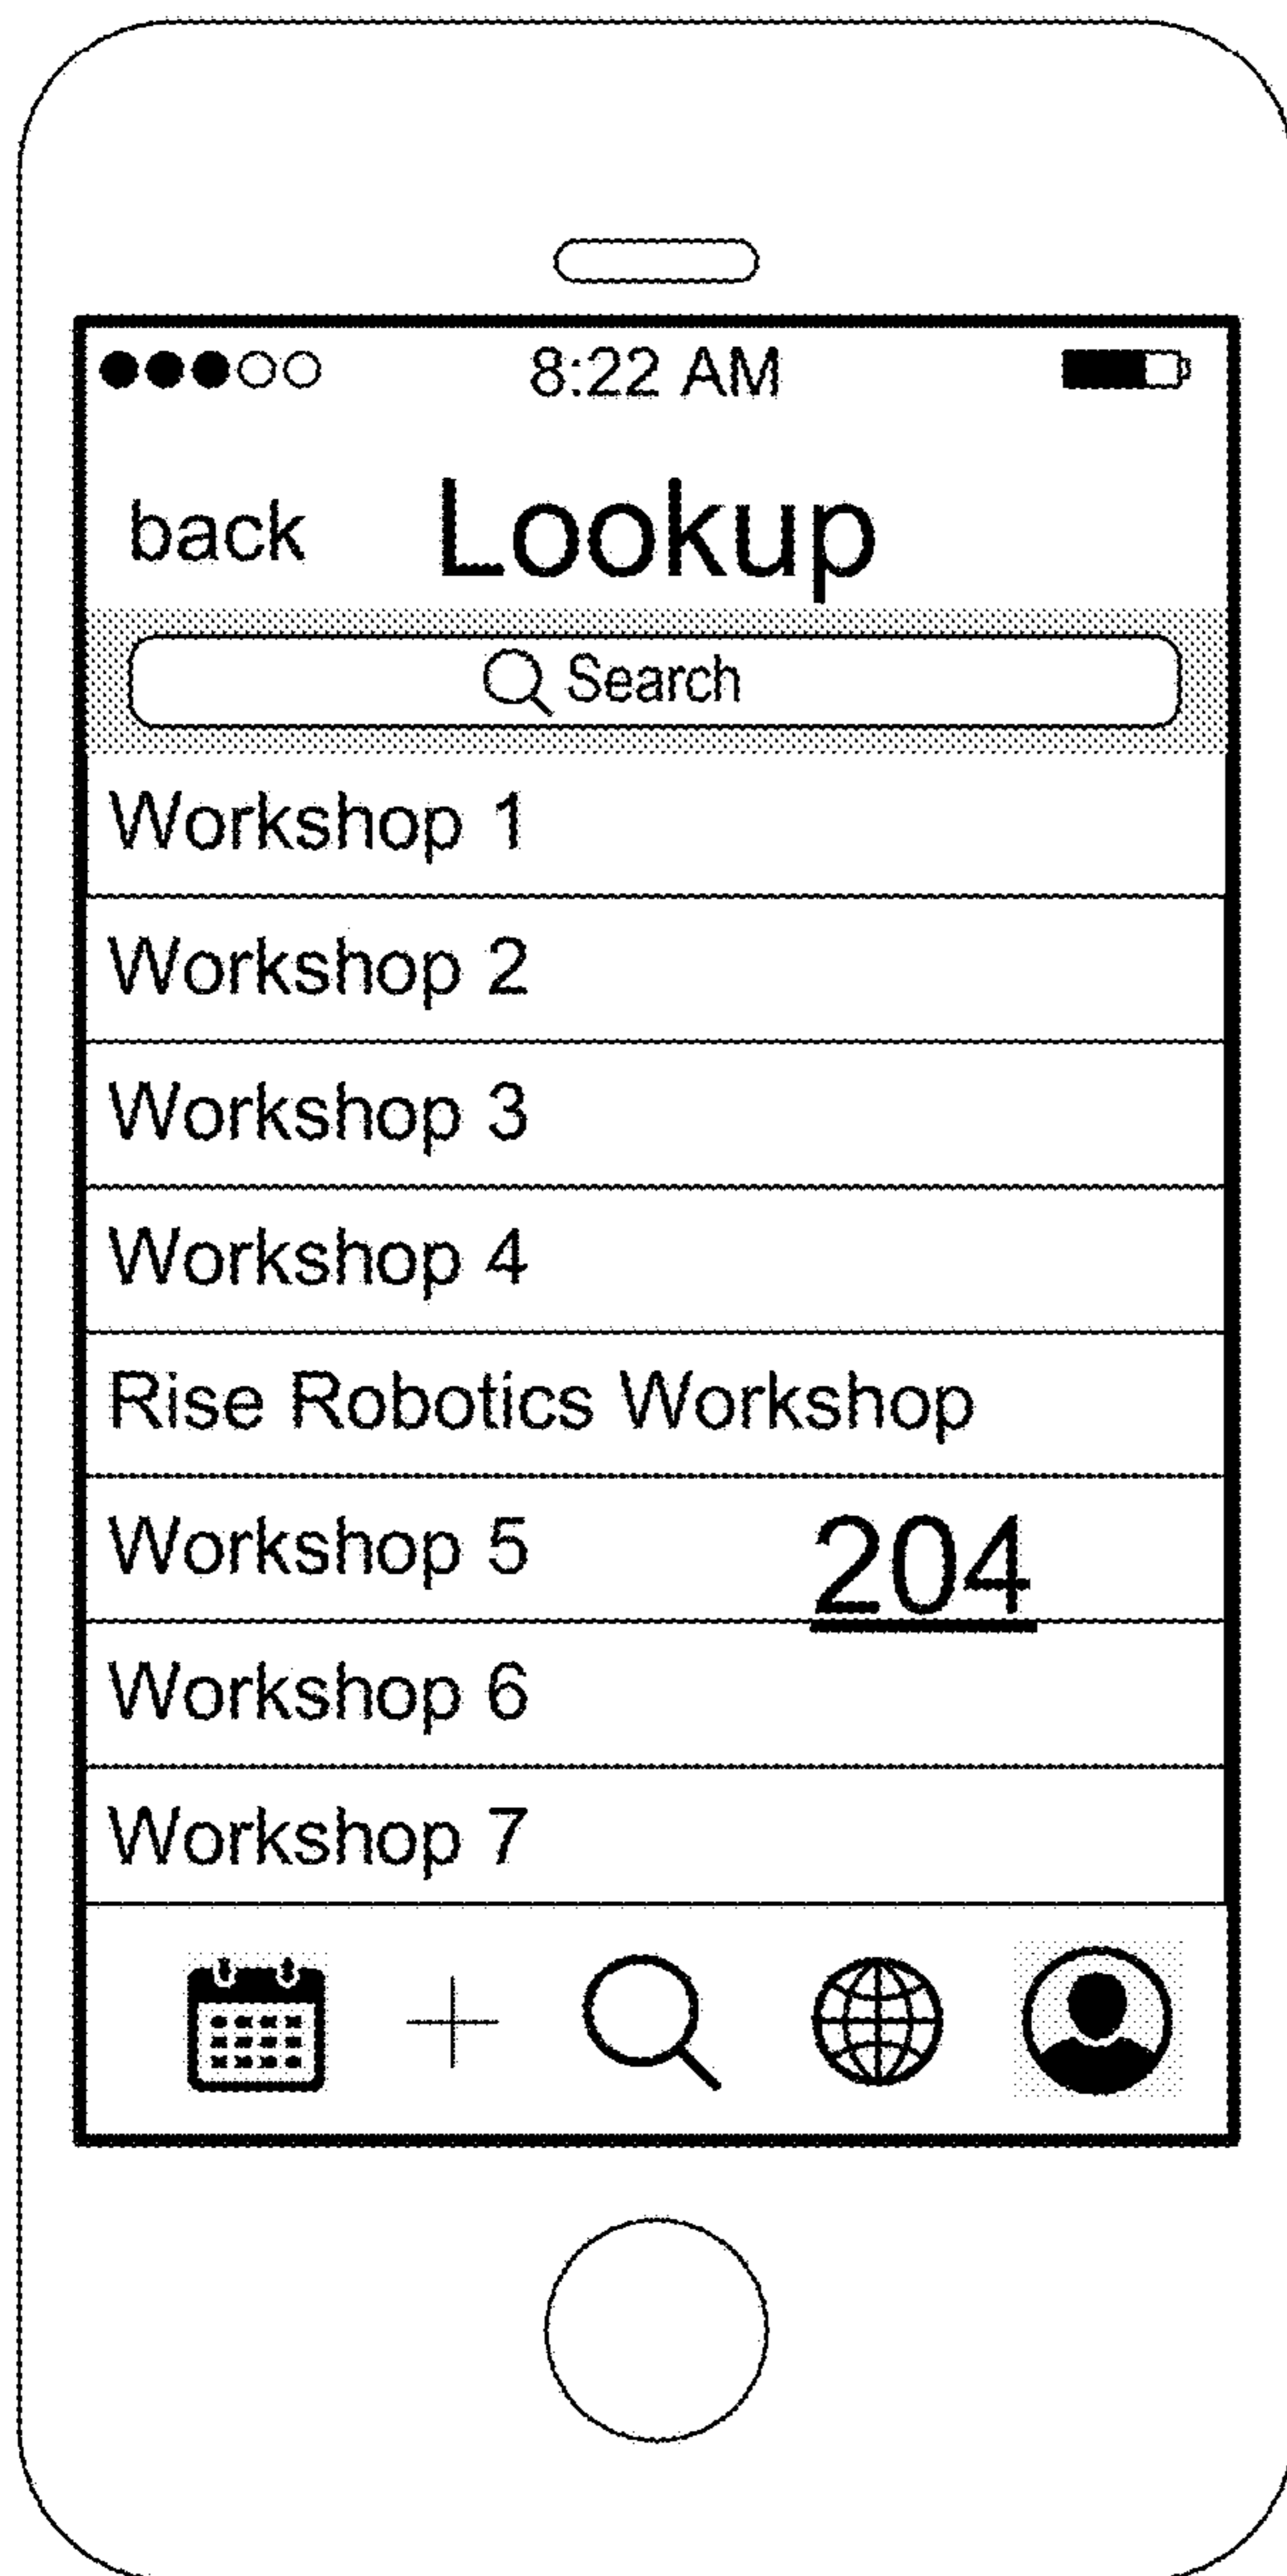 8:22 AM
back Lookup
Search
Workshop 1
Workshop 2
Workshop 3
Workshop 4
Rise Robotics Workshop
Workshop 5
204
Workshop 6
Workshop 7